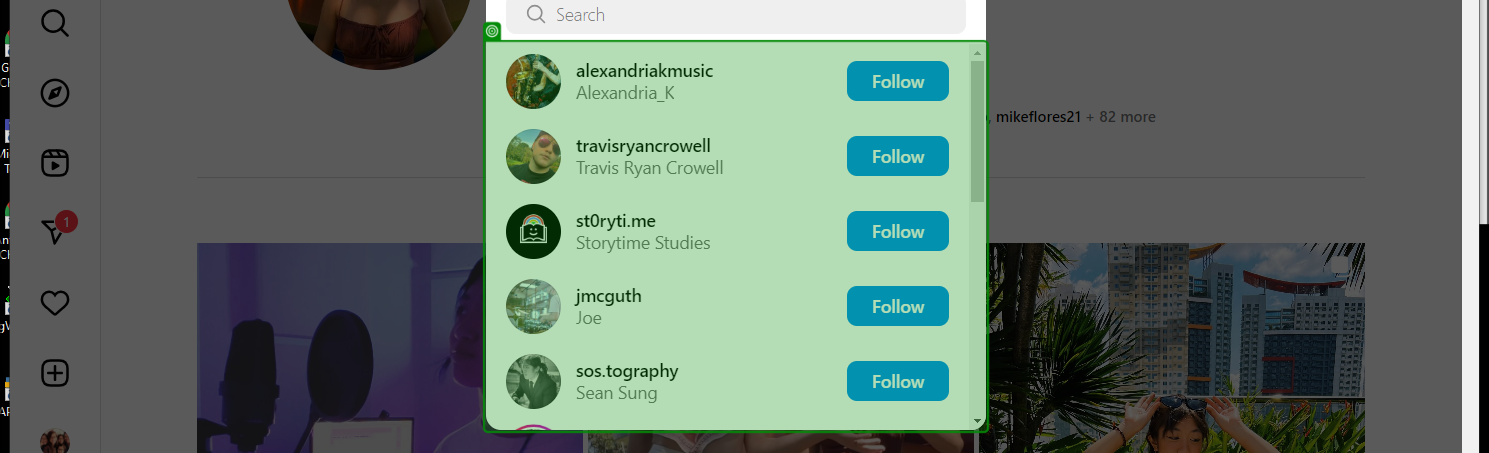 Search
alexandriakmusic
Alexandria_K
Follow
travisryancrowell
Travis Ryan Crowell
Follow
st0ryti.me
Storytime Studies
Follow
jmcguth
Joe
Follow
sos.tography
Sean Sung
Follow
, mikeflores21 + 82 more
1